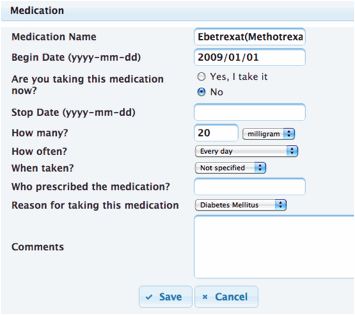 Medication
Medication Name Ebetrexat(Methotrexa
Begin Date (yyyy-mm-dd) 2009/01/01
Are you taking this medication now? Yes, I take it
No
Stop Date (yyyy-mm-dd)
How many? 20 milligram
How often? Every day
When taken? Not specified
Who prescribed the medication?
Reason for taking this medication Diabetes Mellitus
Comments
Save Cancel